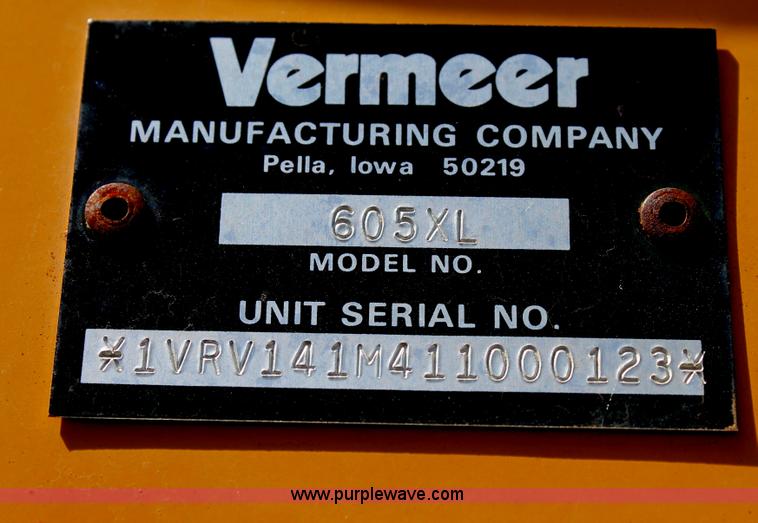 Vermeer
MANUFACTURING COMPANY
Pella, Iowa 50219
605XL
MODEL NO.
UNIT SERIAL NO.
*1VRV141M411000123*
www.purplewave.com